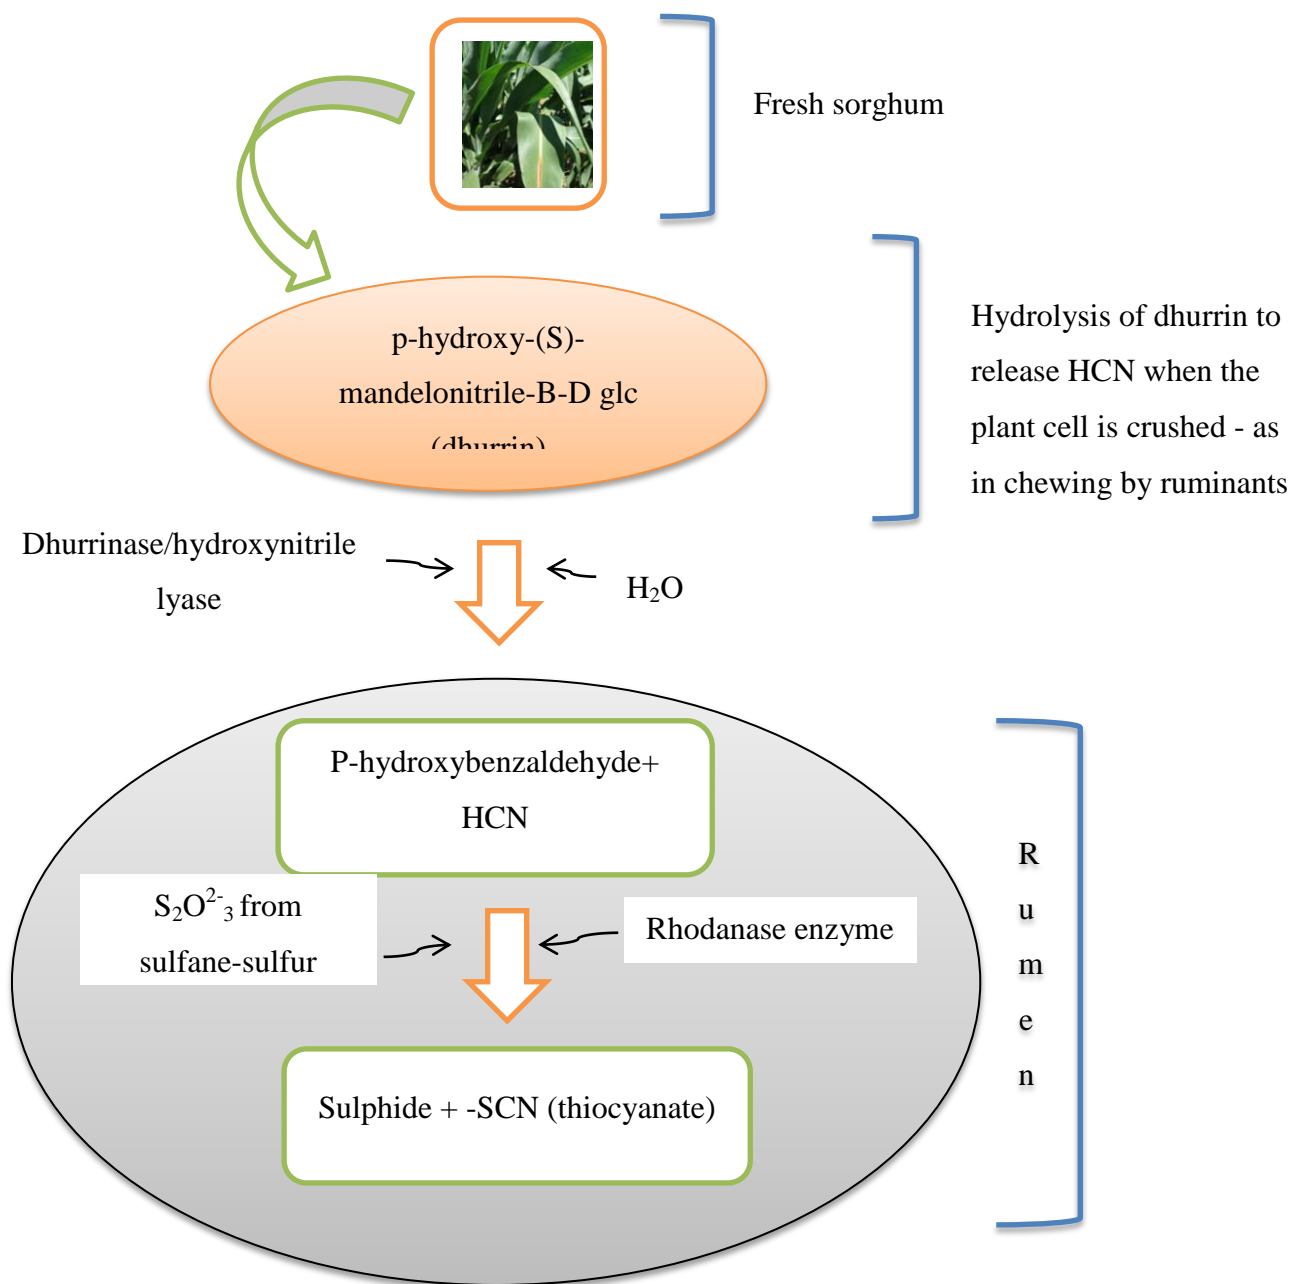 Fresh sorghum
p-hydroxy-(S)-
mandelonitrile-B-D glc
(dhurrin)
Hydrolysis of dhurrin to
release HCN when the
plant cell is crushed - as
in chewing by ruminants
Dhurrinase/hydroxynitrile
lyase
H₂O
P-hydroxybenzaldehyde+
HCN
S₂O²⁻₃ from
sulfane-sulfur
Rhodanase enzyme
Sulphide + -SCN (thiocyanate)
R
u
m
e
n